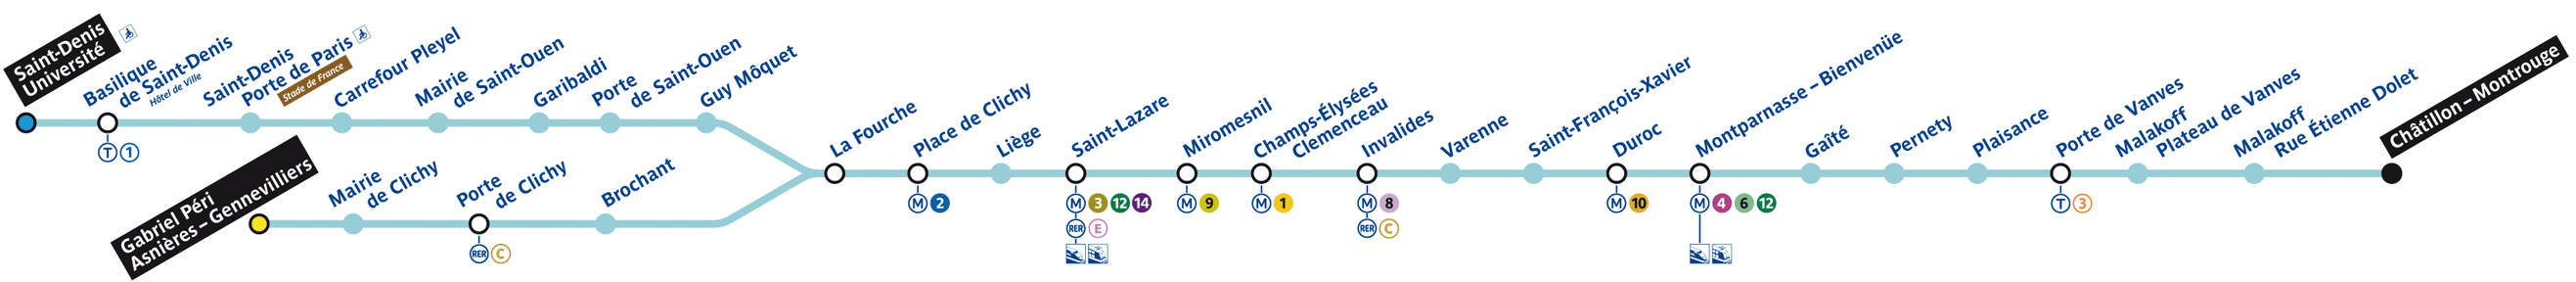 Saint-Denis
Université
Basilique
de Saint-Denis
Hôtel de Ville
T 1
Saint-Denis
Porte de Paris
Stade de France
Carrefour Pleyel
Mairie
de Saint-Ouen
Garibaldi
Porte
de Saint-Ouen
Guy Môquet
Gabriel Péri
Asnières – Gennevilliers
Mairie
de Clichy
Porte
de Clichy
RER C
Brochant
La Fourche
Place de Clichy
M 2
Liège
Saint-Lazare
M 3 12 14
RER E
Miromesnil
M 9
Champs-Élysées
Clemenceau
M 1
Invalides
M 8
RER C
Varenne
Saint-François-Xavier
Duroc
M 10
Montparnasse – Bienvenüe
M 4 6 12
Gaîté
Pernety
Plaisance
Porte de Vanves
T 3
Malakoff
Plateau de Vanves
Malakoff
Rue Étienne Dolet
Châtillon – Montrouge